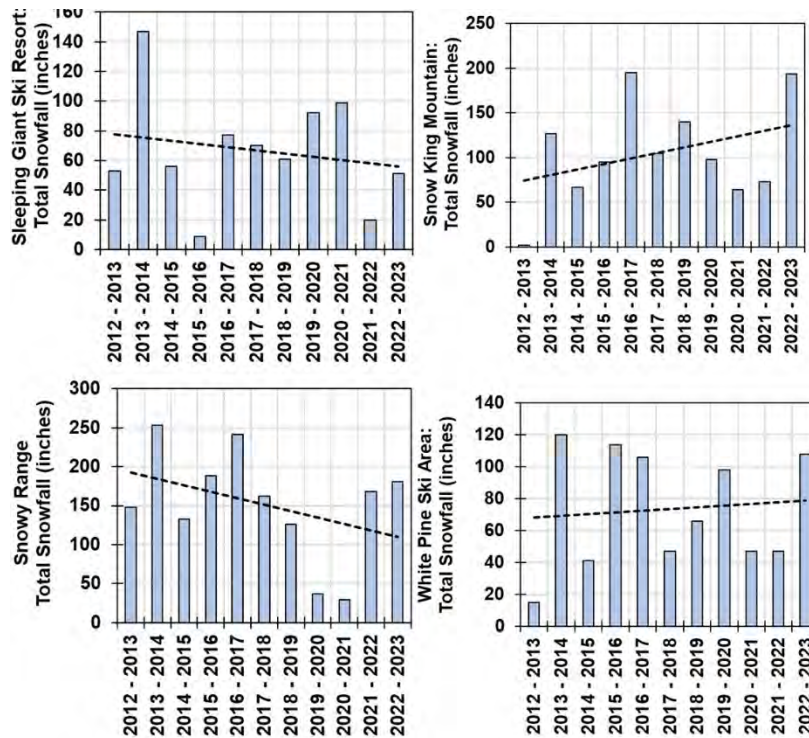 Sleeping Giant Ski Resort:
Total Snowfall (inches)
160
140
120
100
80
60
40
20
0
2012 - 2013
2013 - 2014
2014 - 2015
2015 - 2016
2016 - 2017
2017 - 2018
2018 - 2019
2019 - 2020
2020 - 2021
2021 - 2022
2022 - 2023
Snow King Mountain:
Total Snowfall (inches)
250
200
150
100
50
0
2012 - 2013
2013 - 2014
2014 - 2015
2015 - 2016
2016 - 2017
2017 - 2018
2018 - 2019
2019 - 2020
2020 - 2021
2021 - 2022
2022 - 2023
Snowy Range
Total Snowfall (inches)
300
250
200
150
100
50
0
2012 - 2013
2013 - 2014
2014 - 2015
2015 - 2016
2016 - 2017
2017 - 2018
2018 - 2019
2019 - 2020
2020 - 2021
2021 - 2022
2022 - 2023
White Pine Ski Area:
Total Snowfall (inches)
140
120
100
80
60
40
20
0
2012 - 2013
2013 - 2014
2014 - 2015
2015 - 2016
2016 - 2017
2017 - 2018
2018 - 2019
2019 - 2020
2020 - 2021
2021 - 2022
2022 - 2023